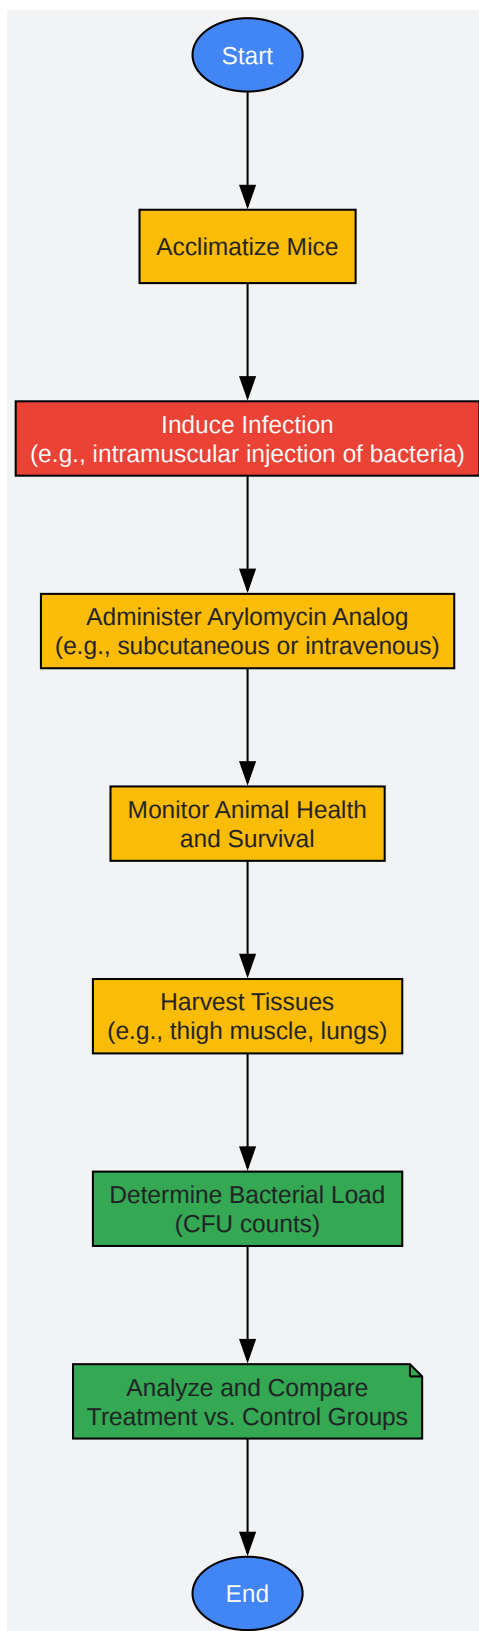 Start
Acclimatize Mice
Induce Infection
(e.g., intramuscular injection of bacteria)
Administer Arylomycin Analog
(e.g., subcutaneous or intravenous)
Monitor Animal Health
and Survival
Harvest Tissues
(e.g., thigh muscle, lungs)
Determine Bacterial Load
(CFU counts)
Analyze and Compare
Treatment vs. Control Groups
End